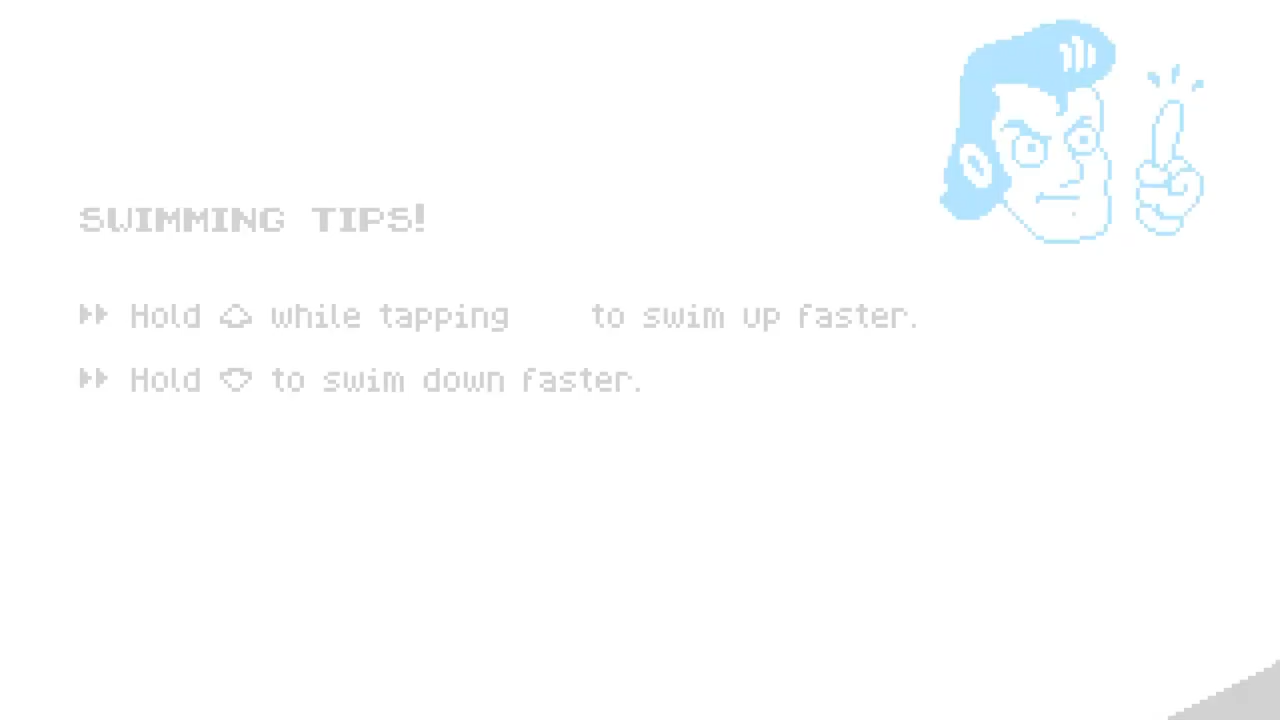 SWIMMING TIPS!
Hold while tapping to swim up faster.
Hold to swim down faster.